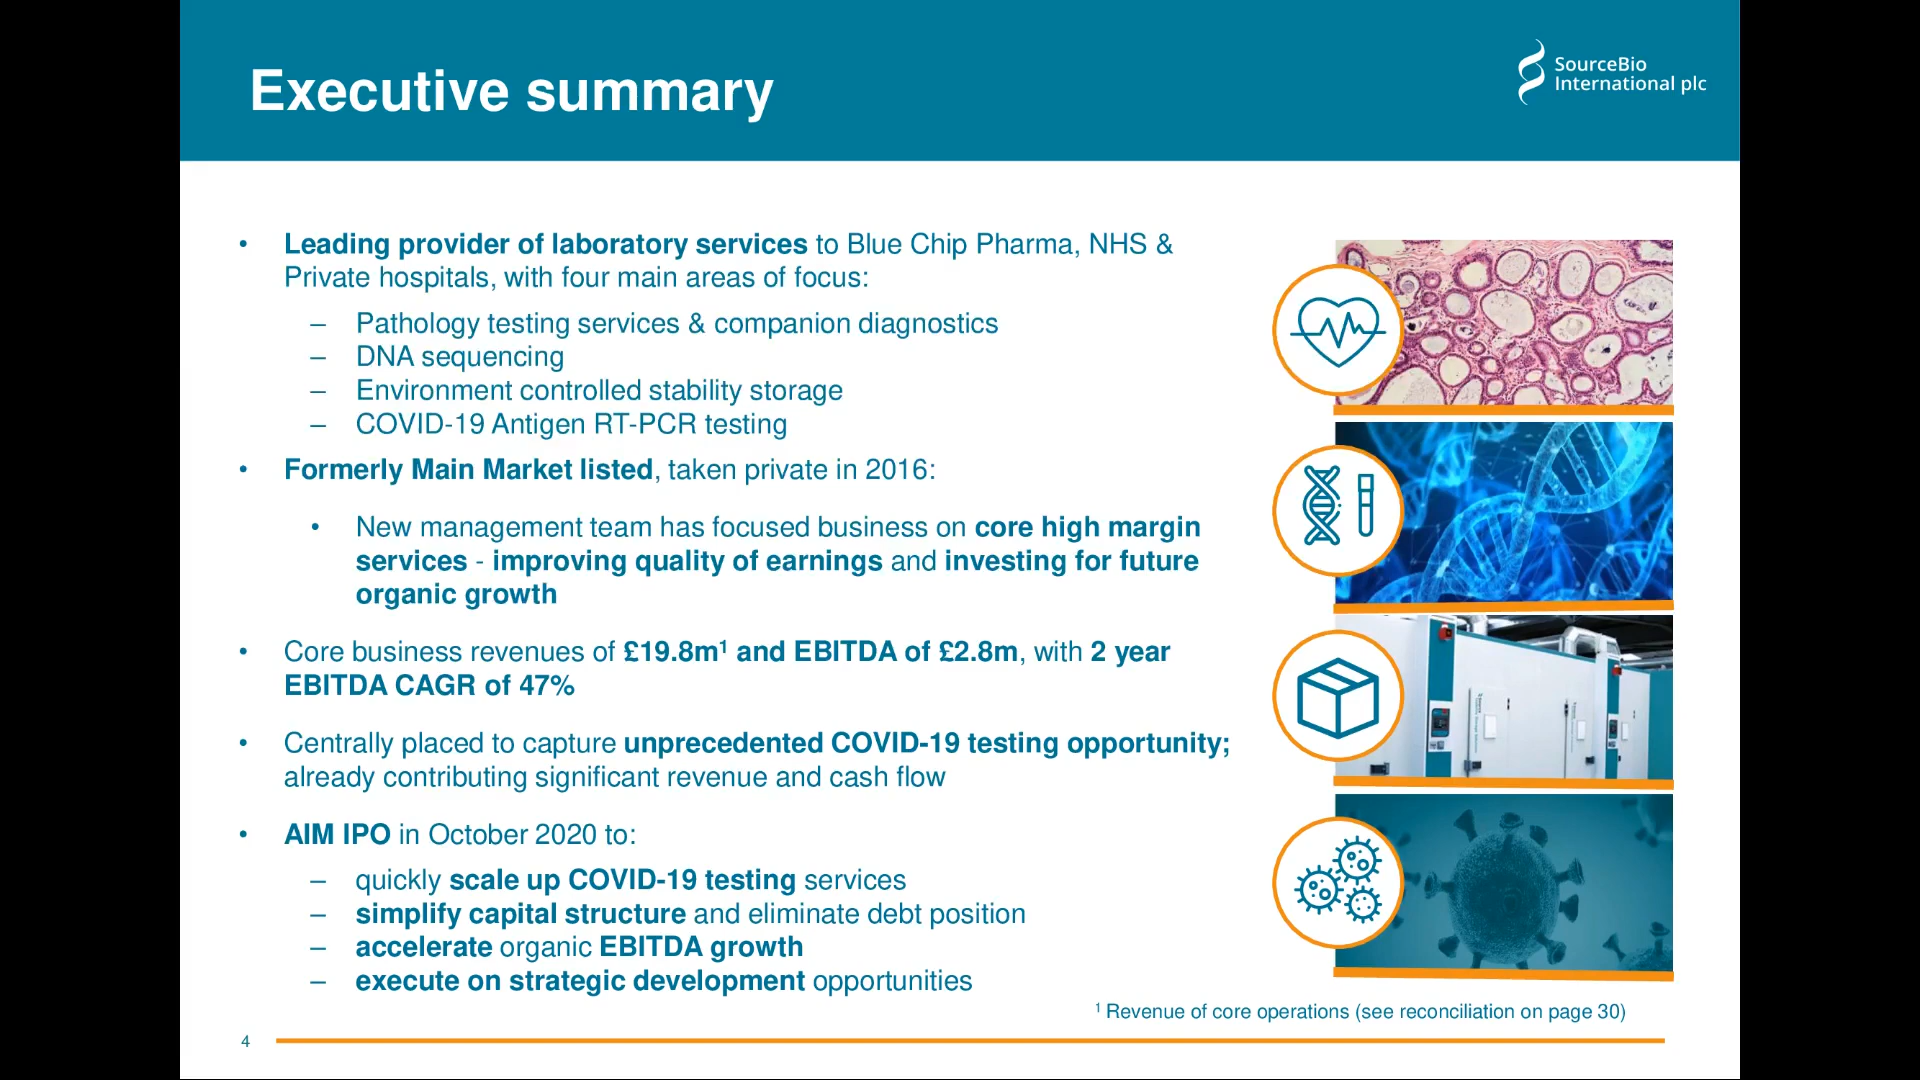 Executive summary
SourceBio
International plc
• Leading provider of laboratory services to Blue Chip Pharma, NHS &
Private hospitals, with four main areas of focus:
– Pathology testing services & companion diagnostics
– DNA sequencing
– Environment controlled stability storage
– COVID-19 Antigen RT-PCR testing
• Formerly Main Market listed, taken private in 2016:
• New management team has focused business on core high margin
services - improving quality of earnings and investing for future
organic growth
• Core business revenues of £19.8m¹ and EBITDA of £2.8m, with 2 year
EBITDA CAGR of 47%
• Centrally placed to capture unprecedented COVID-19 testing opportunity;
already contributing significant revenue and cash flow
• AIM IPO in October 2020 to:
– quickly scale up COVID-19 testing services
– simplify capital structure and eliminate debt position
– accelerate organic EBITDA growth
– execute on strategic development opportunities
¹ Revenue of core operations (see reconciliation on page 30)
4